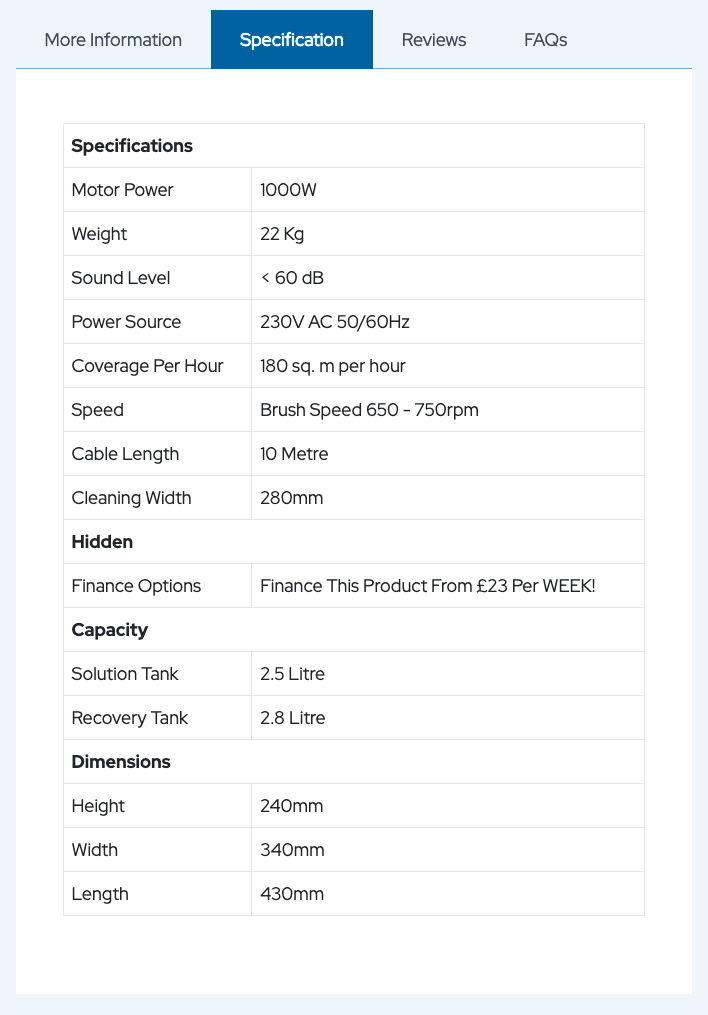 More Information Specification Reviews FAQs
Specifications
Motor Power 1000W
Weight 22 Kg
Sound Level < 60 dB
Power Source 230V AC 50/60Hz
Coverage Per Hour 180 sq. m per hour
Speed Brush Speed 650 - 750rpm
Cable Length 10 Metre
Cleaning Width 280mm
Hidden
Finance Options Finance This Product From £23 Per WEEK!
Capacity
Solution Tank 2.5 Litre
Recovery Tank 2.8 Litre
Dimensions
Height 240mm
Width 340mm
Length 430mm